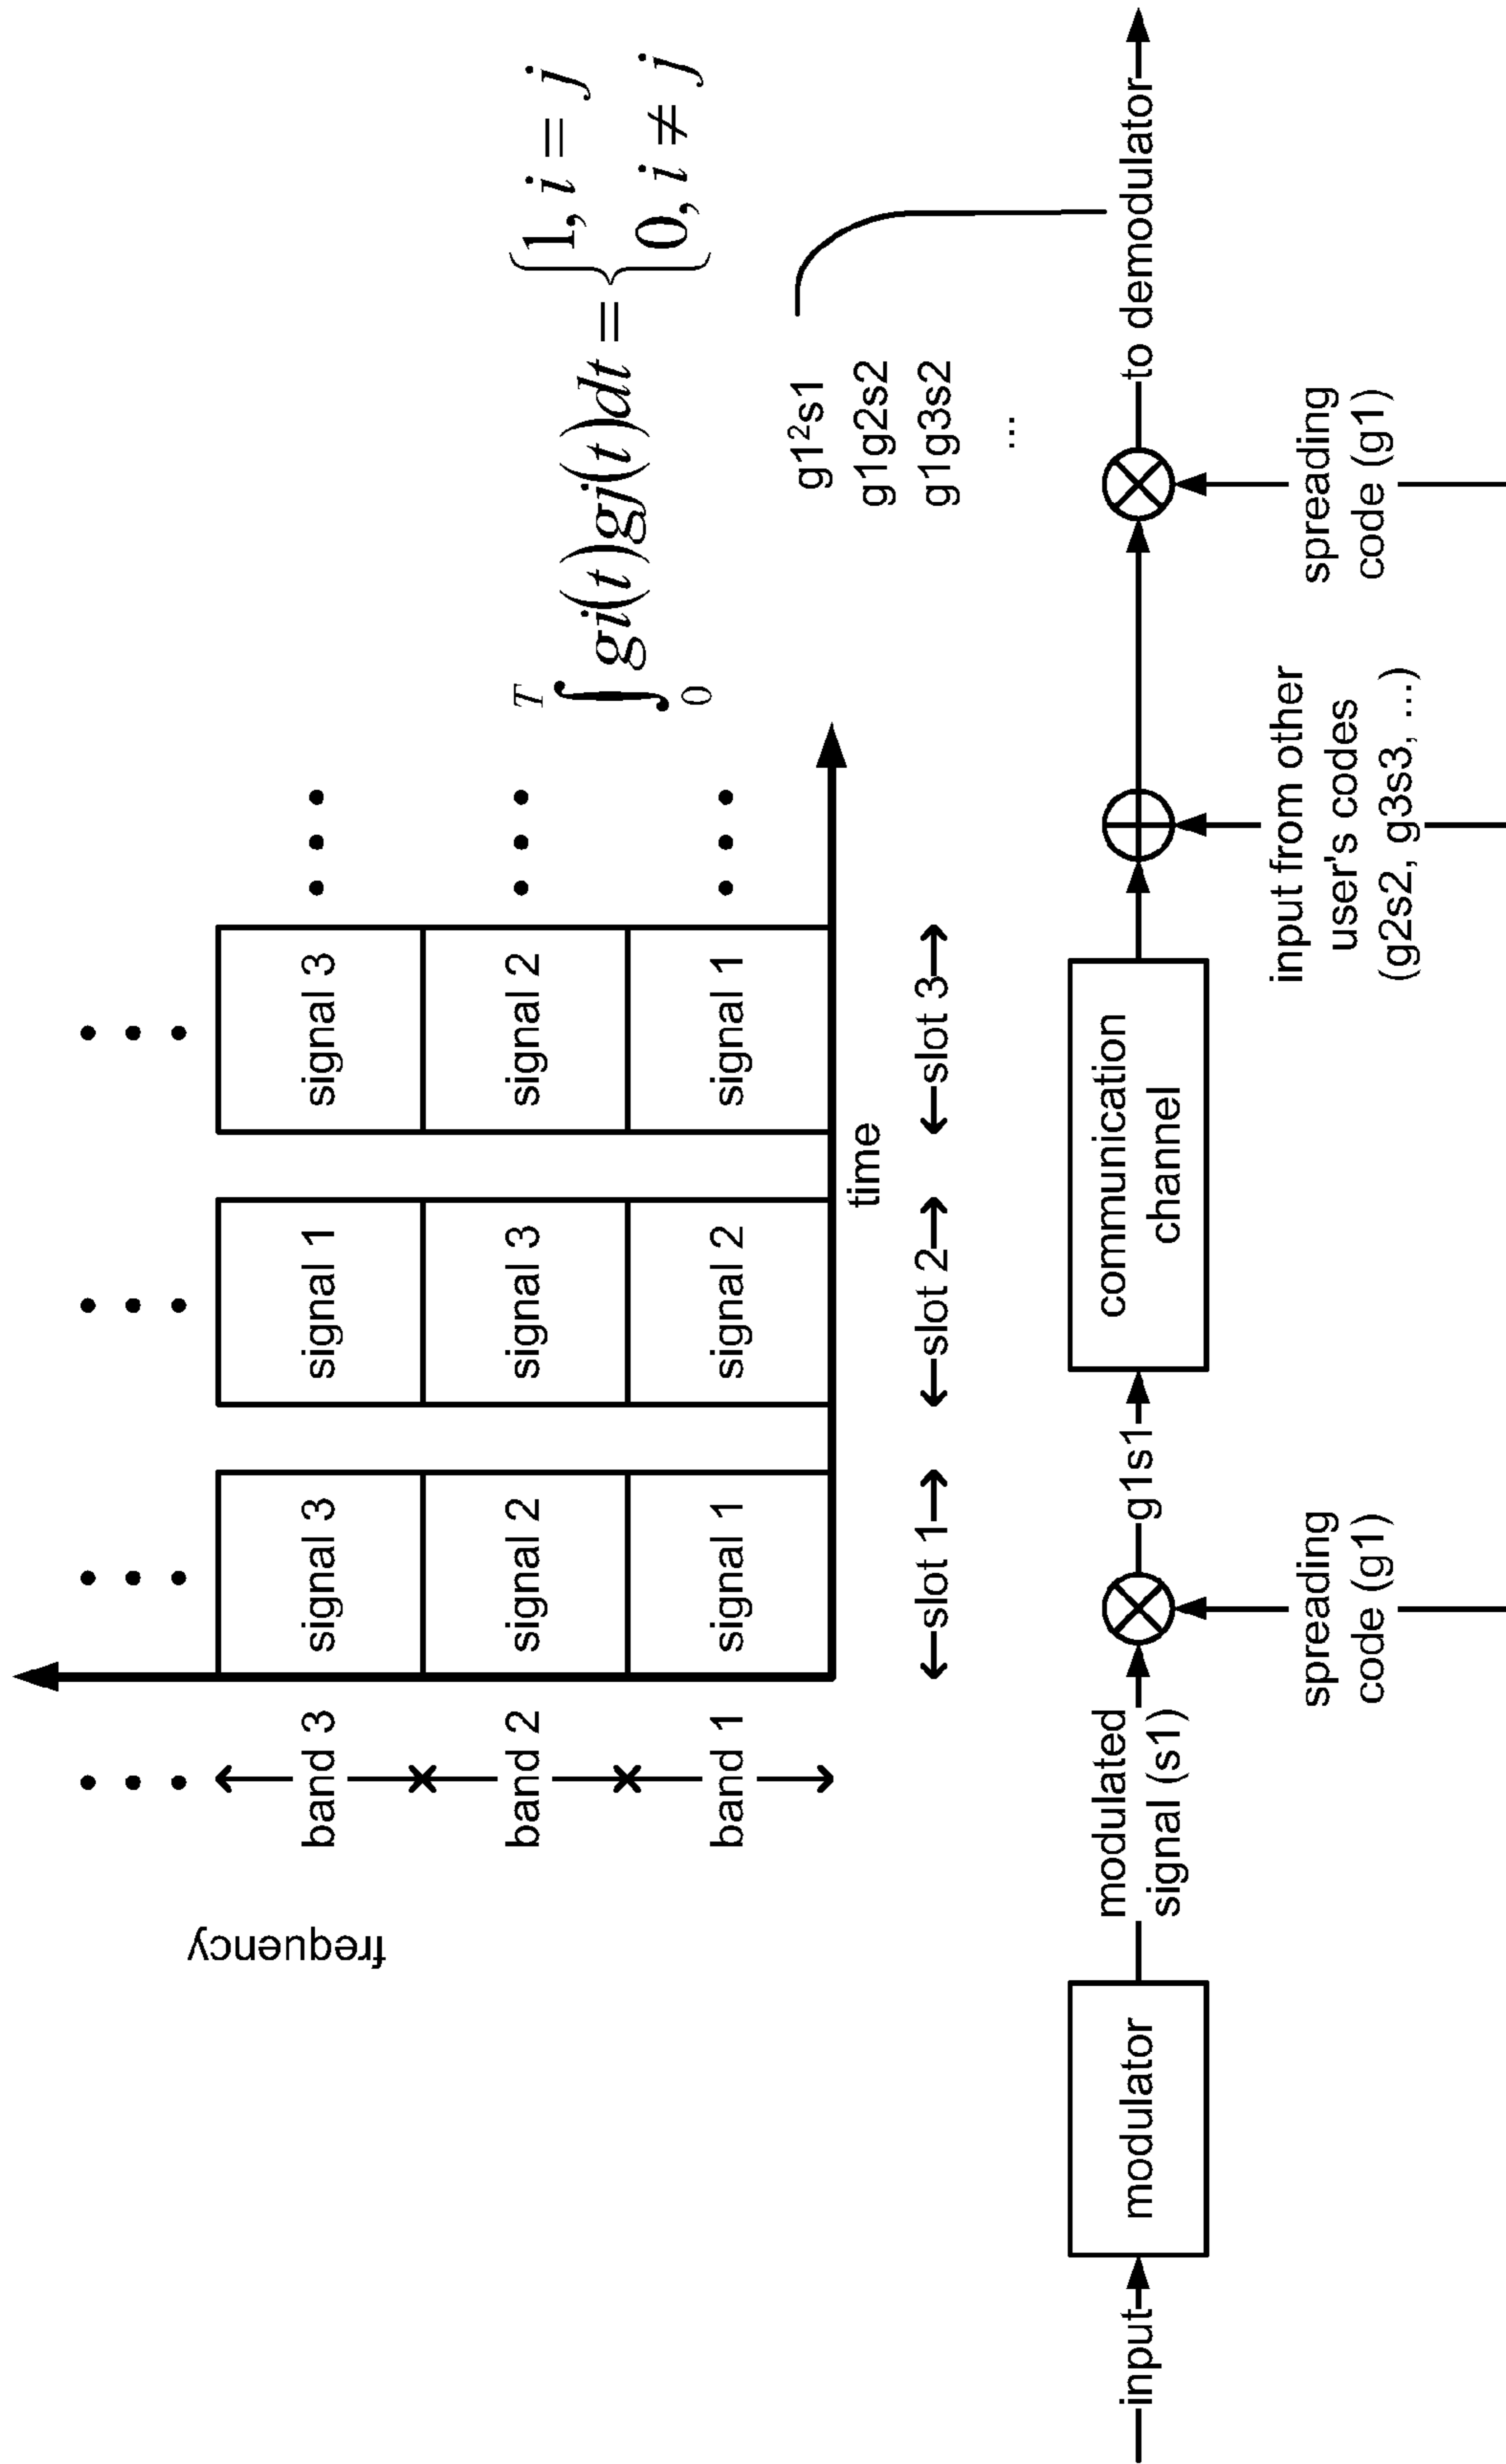 frequency
band 3
band 2
band 1
signal 3
signal 2
signal 1
signal 1
signal 3
signal 2
signal 3
signal 2
signal 1
slot 1
slot 2
slot 3
time
∫₀ᵀ gi(t)gj(t)dt = { 1, i = j
0, i ≠ j
g1²s1
g1g2s2
g1g3s2
...
input
modulator
modulated
signal (s1)
spreading
code (g1)
g1s1
communication
channel
input from other
user's codes
(g2s2, g3s3, ...)
spreading
code (g1)
to demodulator